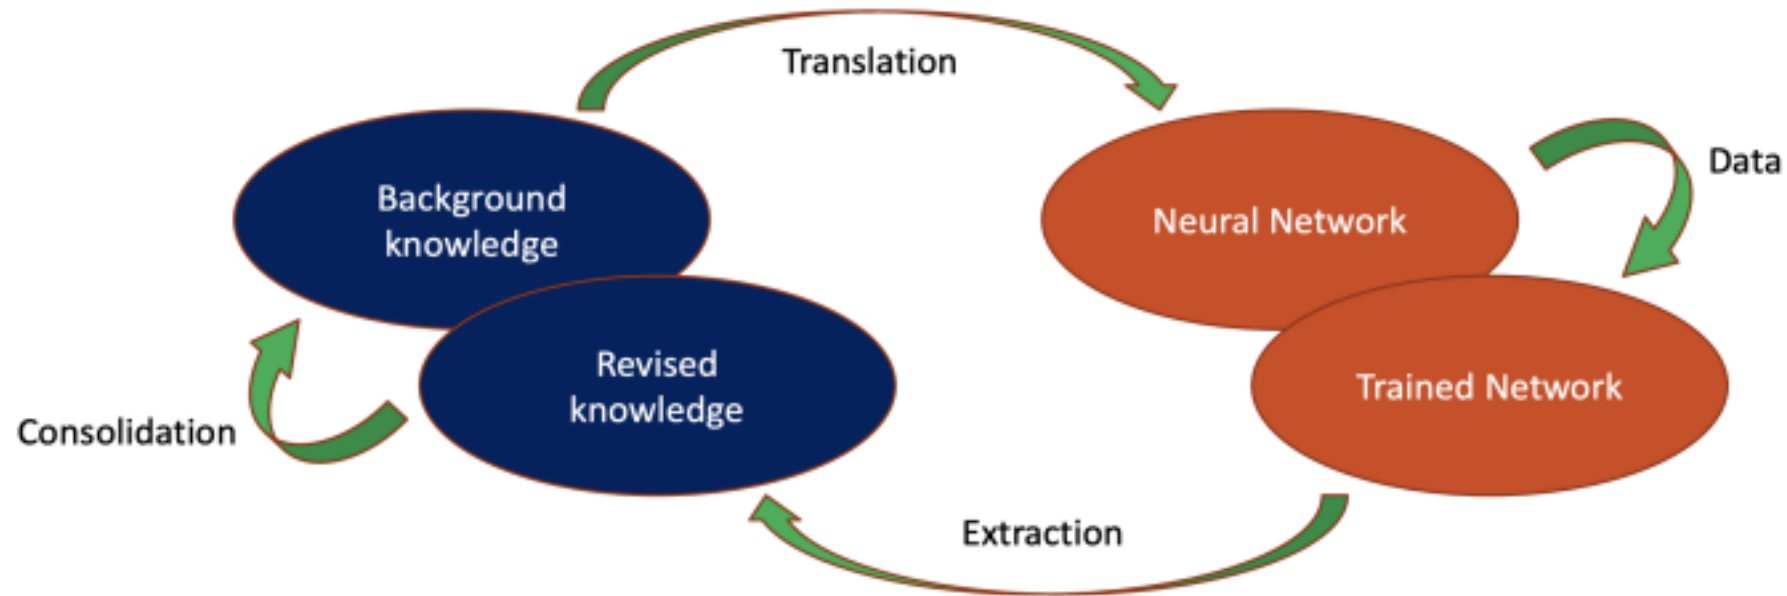 Translation
Background
knowledge
Neural Network
Data
Revised
knowledge
Trained Network
Consolidation
Extraction